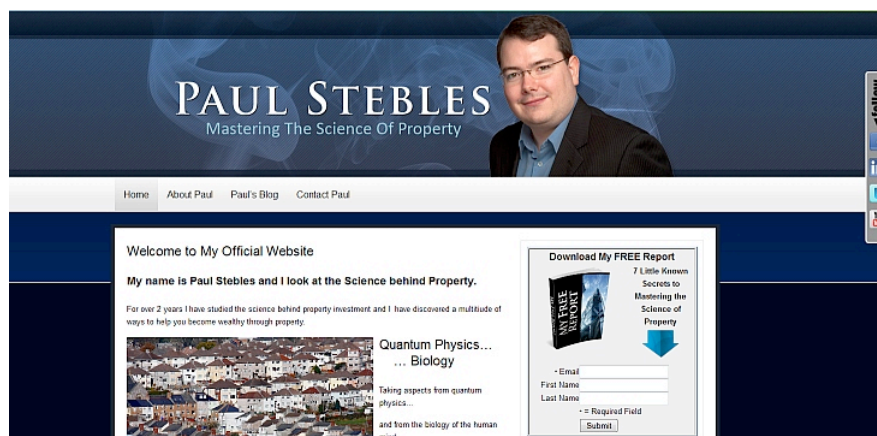 PAUL STEBLES
Mastering The Science Of Property
Home About Paul Paul's Blog Contact Paul
Welcome to My Official Website
My name is Paul Stebles and I look at the Science behind Property.
For over 2 years I have studied the science behind property investment and I have discovered a multitiude of
ways to help you become wealthy through property.
Quantum Physics…
… Biology
Taking aspects from quantum
physics…
and from the biology of the human
Download My FREE Report
7 Little Known
Secrets to
Mastering the
Science of
Property
MY FREE
REPORT
* Email
First Name
Last Name
* = Required Field
Submit
follow